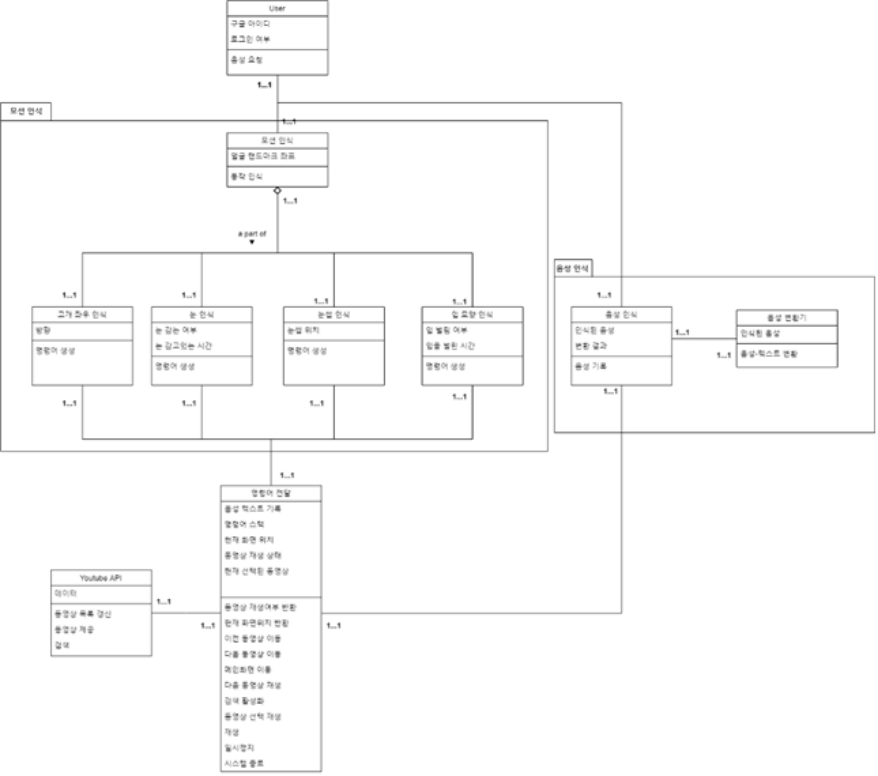 User
구글 아이디
로그인 여부
음성 요청
1...1
모션 인식
1...1
모션 인식
얼굴 랜드마크 좌표
동작 인식
1...1
a part of
1...1
1...1
1...1
1...1
고개 좌우 인식
방향
명령어 생성
1...1
눈 인식
눈 감는 여부
눈 감고있는 시간
명령어 생성
1...1
눈썹 인식
눈썹 위치
명령어 생성
1...1
입 모양 인식
입 벌림 여부
입을 벌린 시간
명령어 생성
1...1
음성 인식
1...1
음성 인식
인식된 음성
변환 결과
음성 기록
1...1
1...1
1...1
음성 변환기
인식된 음성
음성-텍스트 변환
1...1
명령어 전달
음성 텍스트 기록
명령어 스택
현재 화면 위치
동영상 재생 상태
현재 선택된 동영상
동영상 재생여부 반환
현재 화면위치 반환
이전 동영상 이동
다음 동영상 이동
메인화면 이동
다음 동영상 재생
검색 활성화
동영상 선택 재생
재생
일시정지
시스템 종료
1...1
1...1
Youtube API
데이터
동영상 목록 갱신
동영상 제공
검색
1...1